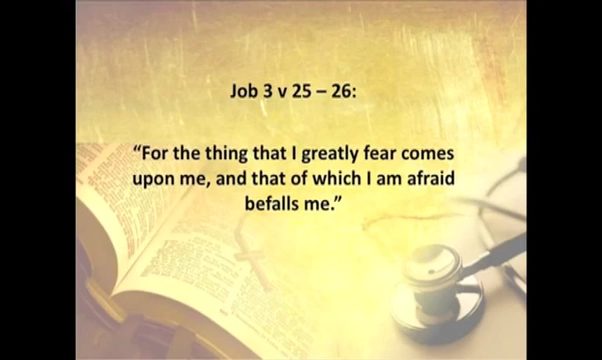 Job 3 v 25 – 26:
“For the thing that I greatly fear comes
upon me, and that of which I am afraid
befalls me.”